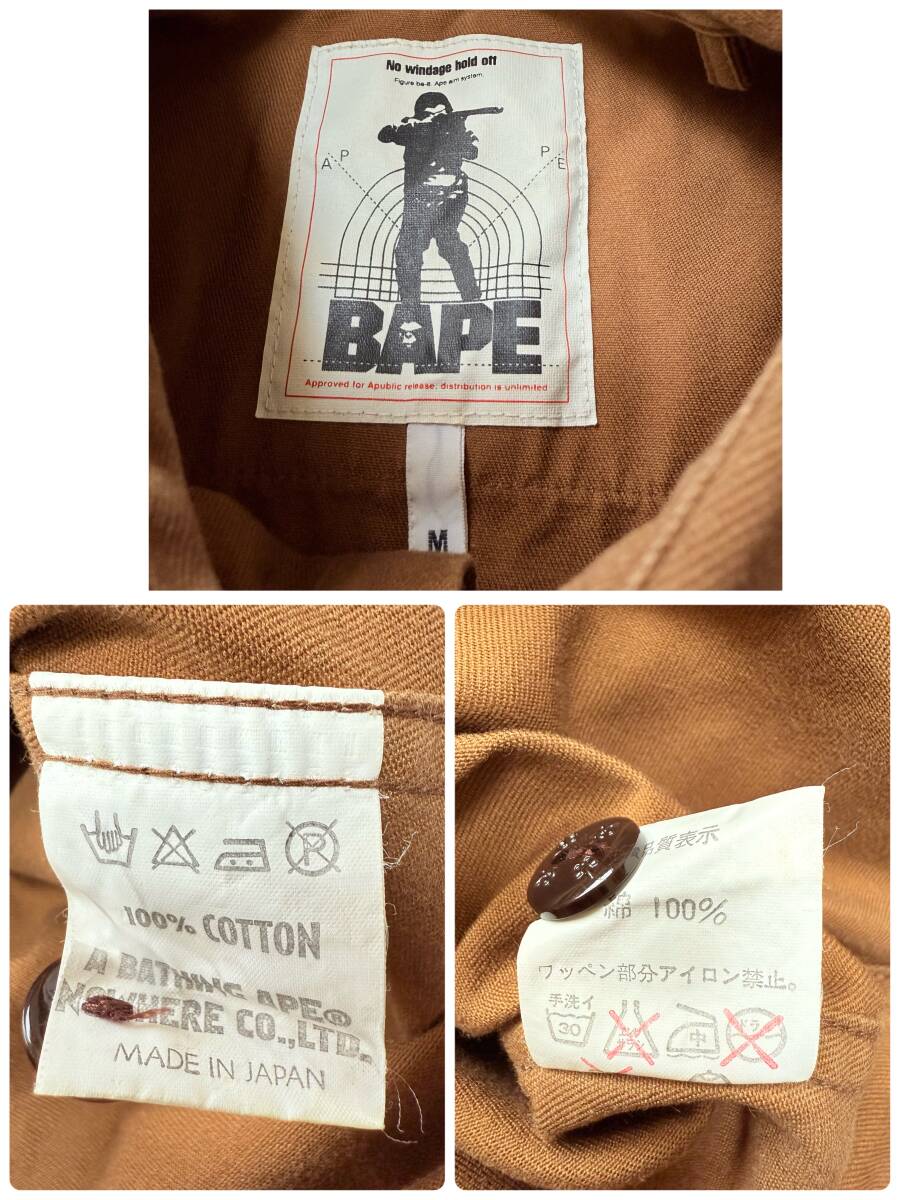 No windage hold off
Figure be-8. Ape aim system.
A P P E
BAPE
Approved for Apublic release; distribution is unlimited
M
100% COTTON
A BATHING APE®
NOWHERE CO.,LTD.
MADE IN JAPAN
質表示
綿 100%
ワッペン部分アイロン禁止。
手洗イ
30
中
ドライ